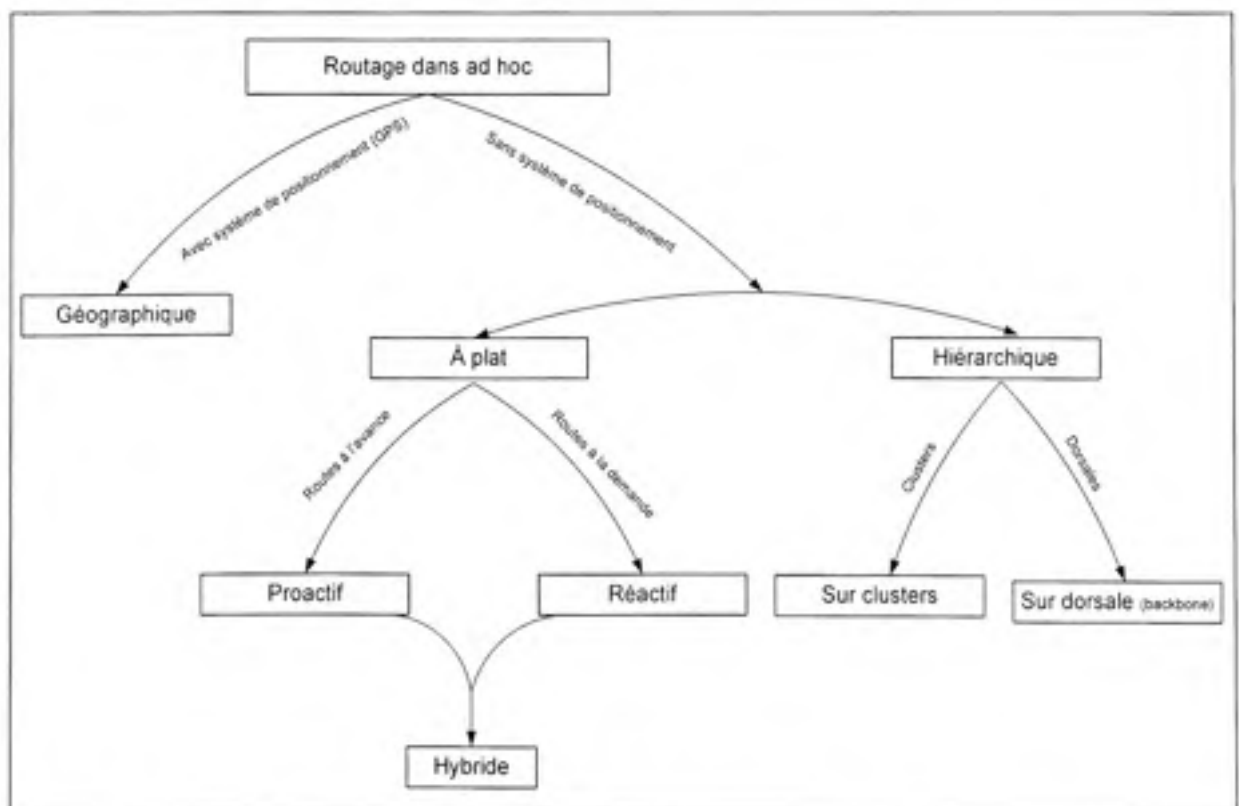 Routage dans ad hoc
Avec système de positionnement (GPS)
Sans système de positionnement
Géographique
À plat
Hiérarchique
Routes à l'avance
Routes à la demande
Clusters
Dorsales
Proactif
Réactif
Sur clusters
Sur dorsale (backbone)
Hybride